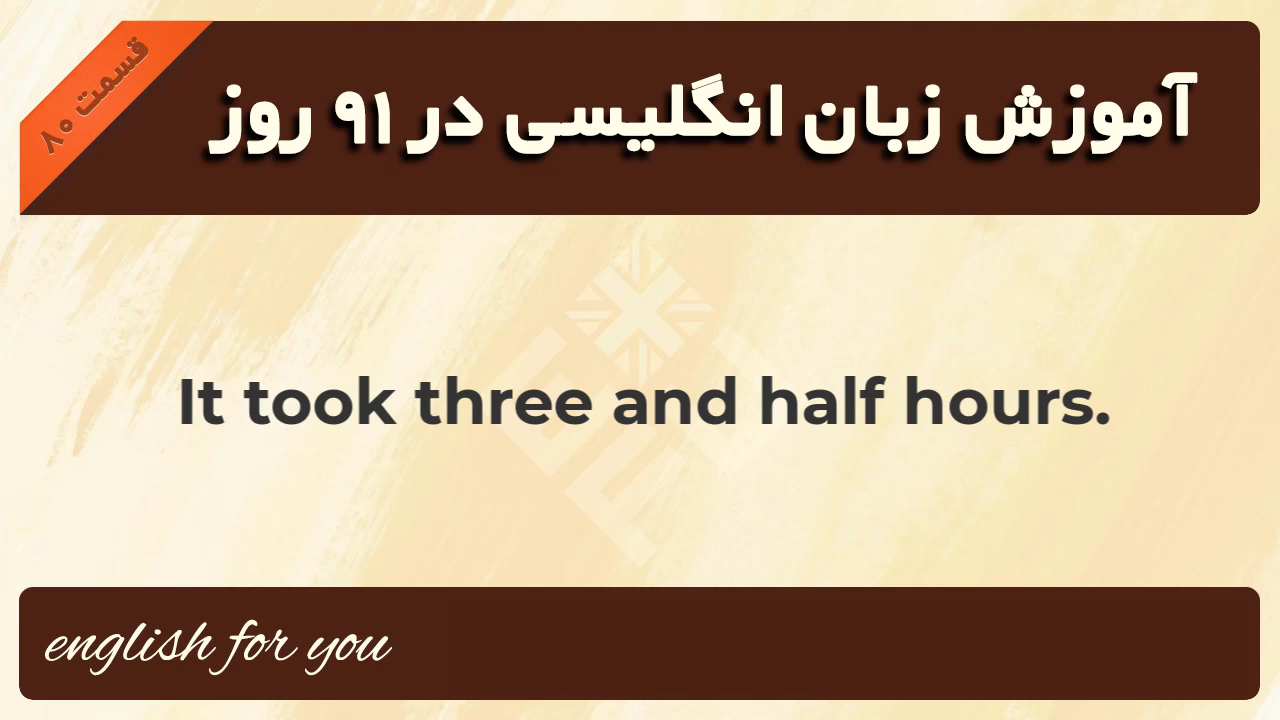 آموزش زبان انگلیسی در ۹۱ روز
قسمت ۸۰
It took three and half hours.
english for you